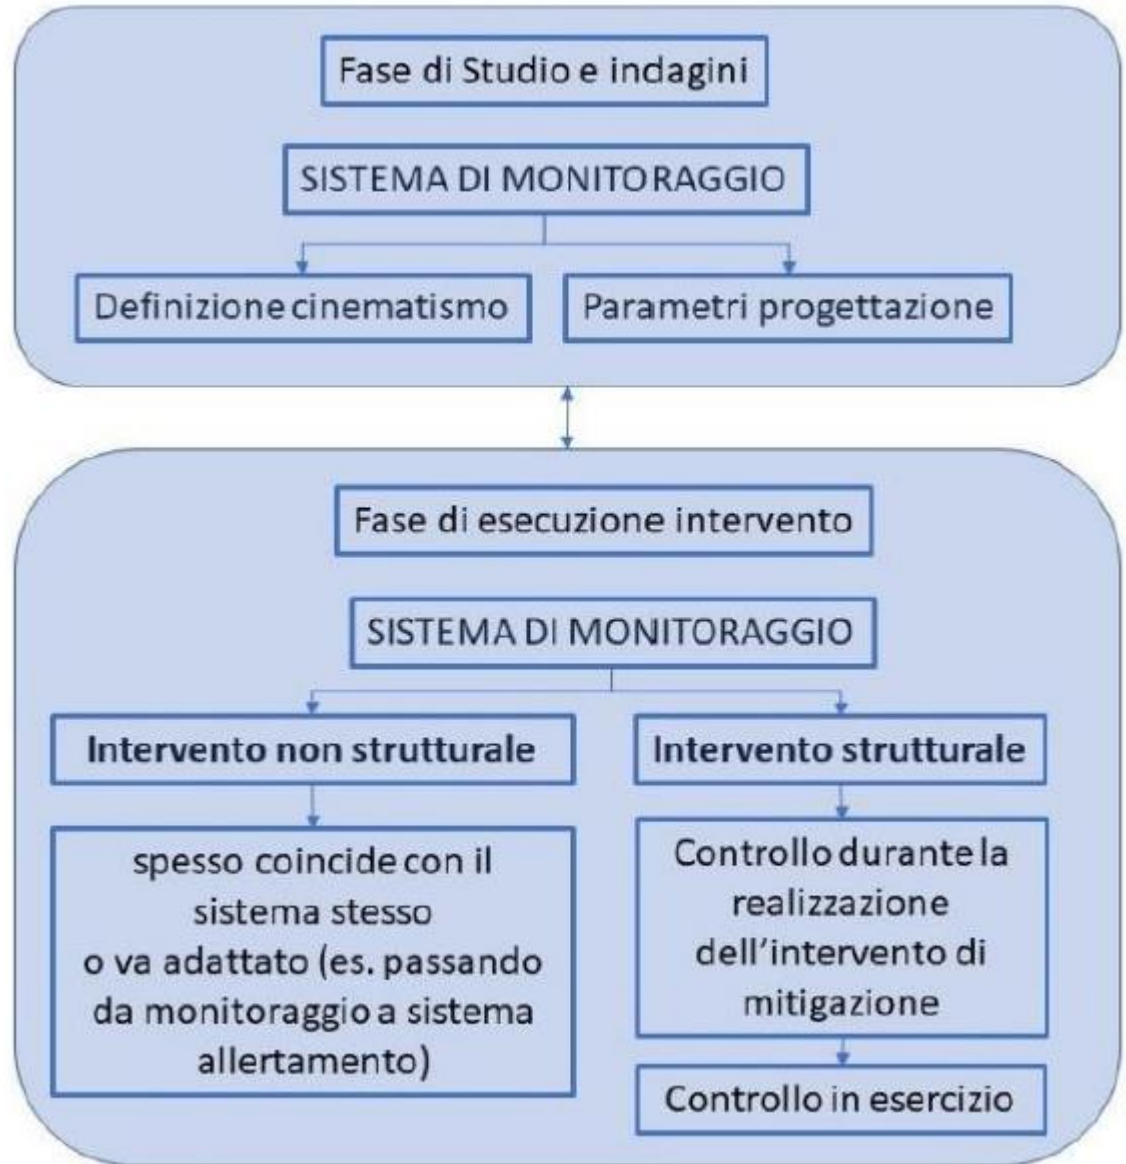 Fase di Studio e indagini
SISTEMA DI MONITORAGGIO
Definizione cinematismo
Parametri progettazione
Fase di esecuzione intervento
SISTEMA DI MONITORAGGIO
Intervento non strutturale
Intervento strutturale
spesso coincide con il
sistema stesso
o va adattato (es. passando
da monitoraggio a sistema
allertamento)
Controllo durante la
realizzazione
dell'intervento di
mitigazione
Controllo in esercizio